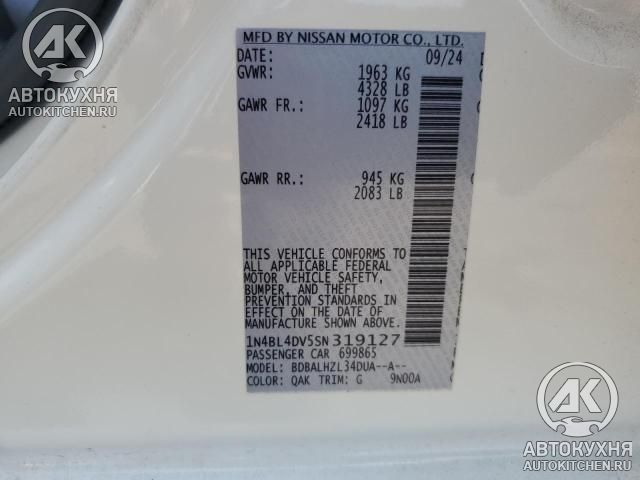 MFD BY NISSAN MOTOR CO., LTD.
DATE: 09/24
GVWR: 1963 KG
4328 LB
GAWR FR.: 1097 KG
2418 LB
GAWR RR.: 945 KG
2083 LB
THIS VEHICLE CONFORMS TO
ALL APPLICABLE FEDERAL
MOTOR VEHICLE SAFETY,
BUMPER, AND THEFT
PREVENTION STANDARDS IN
EFFECT ON THE DATE OF
MANUFACTURE SHOWN ABOVE.
1N4BL4DV5SN319127
PASSENGER CAR 699865
MODEL: BDBALHZL34DUA--A--
COLOR: QAK TRIM: G 9N00A
АК
АВТОКУХНЯ
AUTOKITCHEN.RU
АК
АВТОКУХНЯ
AUTOKITCHEN.RU